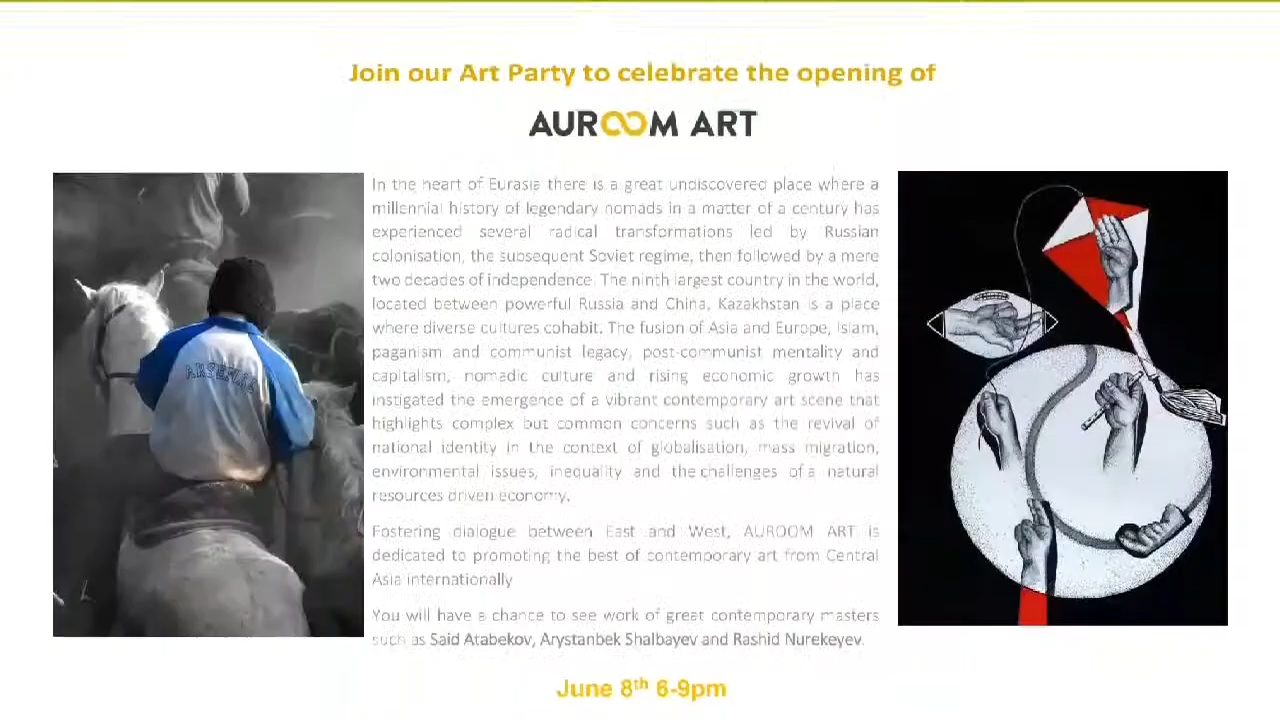 Join our Art Party to celebrate the opening of
AUROOM ART
In the heart of Eurasia there is a great undiscovered place where a
millennial history of legendary nomads in a matter of a century has
experienced several radical transformations led by Russian
colonisation, the subsequent Soviet regime, then followed by a mere
two decades of independence. The ninth largest country in the world,
located between powerful Russia and China, Kazakhstan is a place
where diverse cultures cohabit. The fusion of Asia and Europe, Islam,
paganism and communist legacy, post-communist mentality and
capitalism, nomadic culture and rising economic growth has
instigated the emergence of a vibrant contemporary art scene that
highlights complex but common concerns such as the revival of
national identity in the context of globalisation, mass migration,
environmental issues, inequality and the challenges of a natural
resources driven economy.
Fostering dialogue between East and West, AUROOM ART is
dedicated to promoting the best of contemporary art from Central
Asia internationally
You will have a chance to see work of great contemporary masters
such as Said Atabekov, Arystanbek Shalbayev and Rashid Nurekeyev.
June 8th 6-9pm